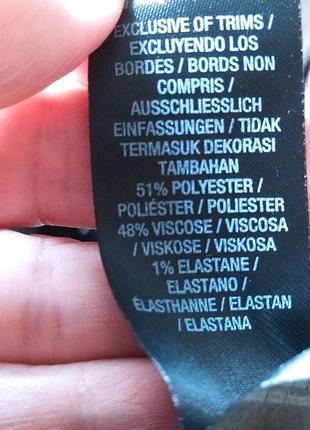 EXCLUSIVE OF TRIMS /
EXCLUYENDO LOS
BORDES / BORDS NON
COMPRIS /
AUSSCHLIESSLICH
EINFASSUNGEN / TIDAK
TERMASUK DEKORASI
TAMBAHAN
51% POLYESTER /
POLIÉSTER / POLIESTER
48% VISCOSE / VISCOSA
/ VISKOSE / VISKOSA
1% ELASTANE /
ELASTANO /
ÉLASTHANNE / ELASTAN
/ ELASTANA